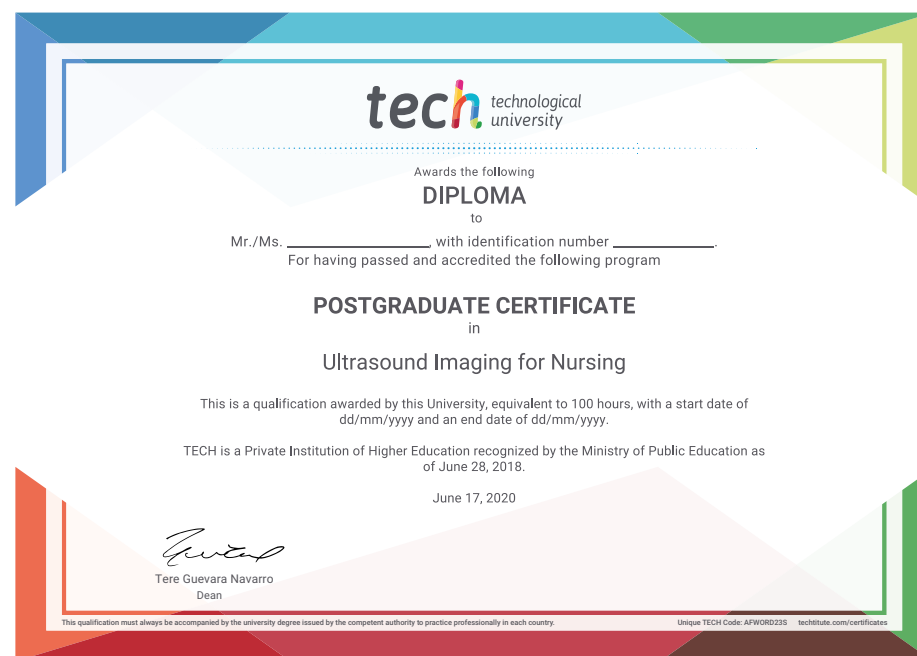 tech technological
university
Awards the following
DIPLOMA
to
Mr./Ms. ____________________, with identification number ______________.
For having passed and accredited the following program
POSTGRADUATE CERTIFICATE
in
Ultrasound Imaging for Nursing
This is a qualification awarded by this University, equivalent to 100 hours, with a start date of
dd/mm/yyyy and an end date of dd/mm/yyyy.
TECH is a Private Institution of Higher Education recognized by the Ministry of Public Education as
of June 28, 2018.
June 17, 2020
Tere Guevara Navarro
Dean
This qualification must always be accompanied by the university degree issued by the competent authority to practice professionally in each country. Unique TECH Code: AFWORD23S techtitute.com/certificates